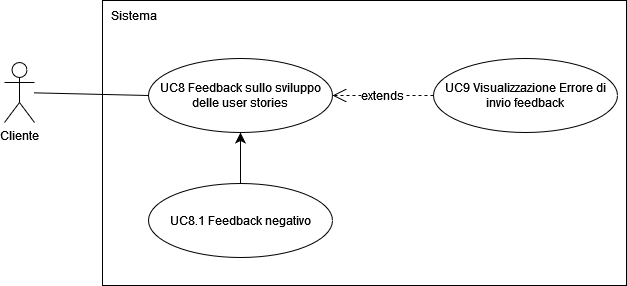 Sistema
UC8 Feedback sullo sviluppo
delle user stories
extends
UC9 Visualizzazione Errore di
invio feedback
Cliente
UC8.1 Feedback negativo